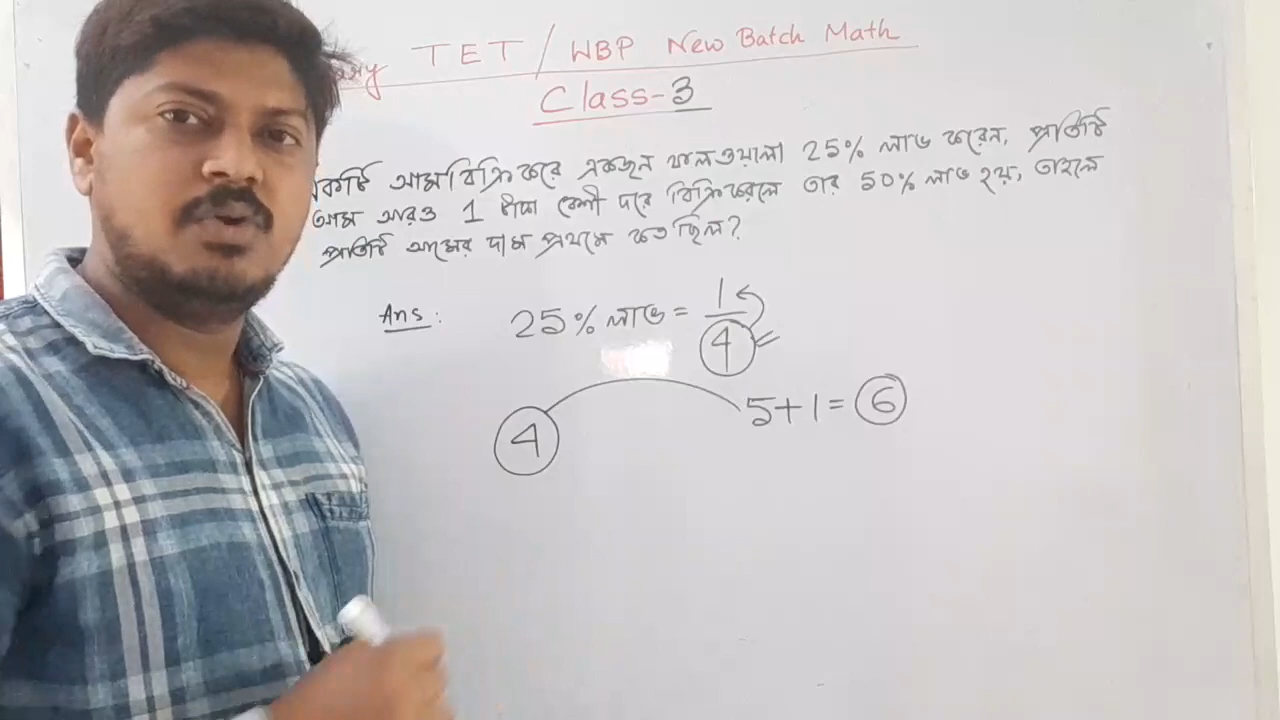 TET / WBP New Batch Math
Class-3
আম বিক্রি করে একজন ফলওয়ালা 25% লাভ করেন, প্রতিটি
আম আরও 1 টাকা বেশী দরে বিক্রি করলে তার 50% লাভ হয়, তাহলে
প্রতিটি আমের দাম প্রথমে কত ছিল?
Ans: 25% লাভ = 1/4
4 5+1= 6